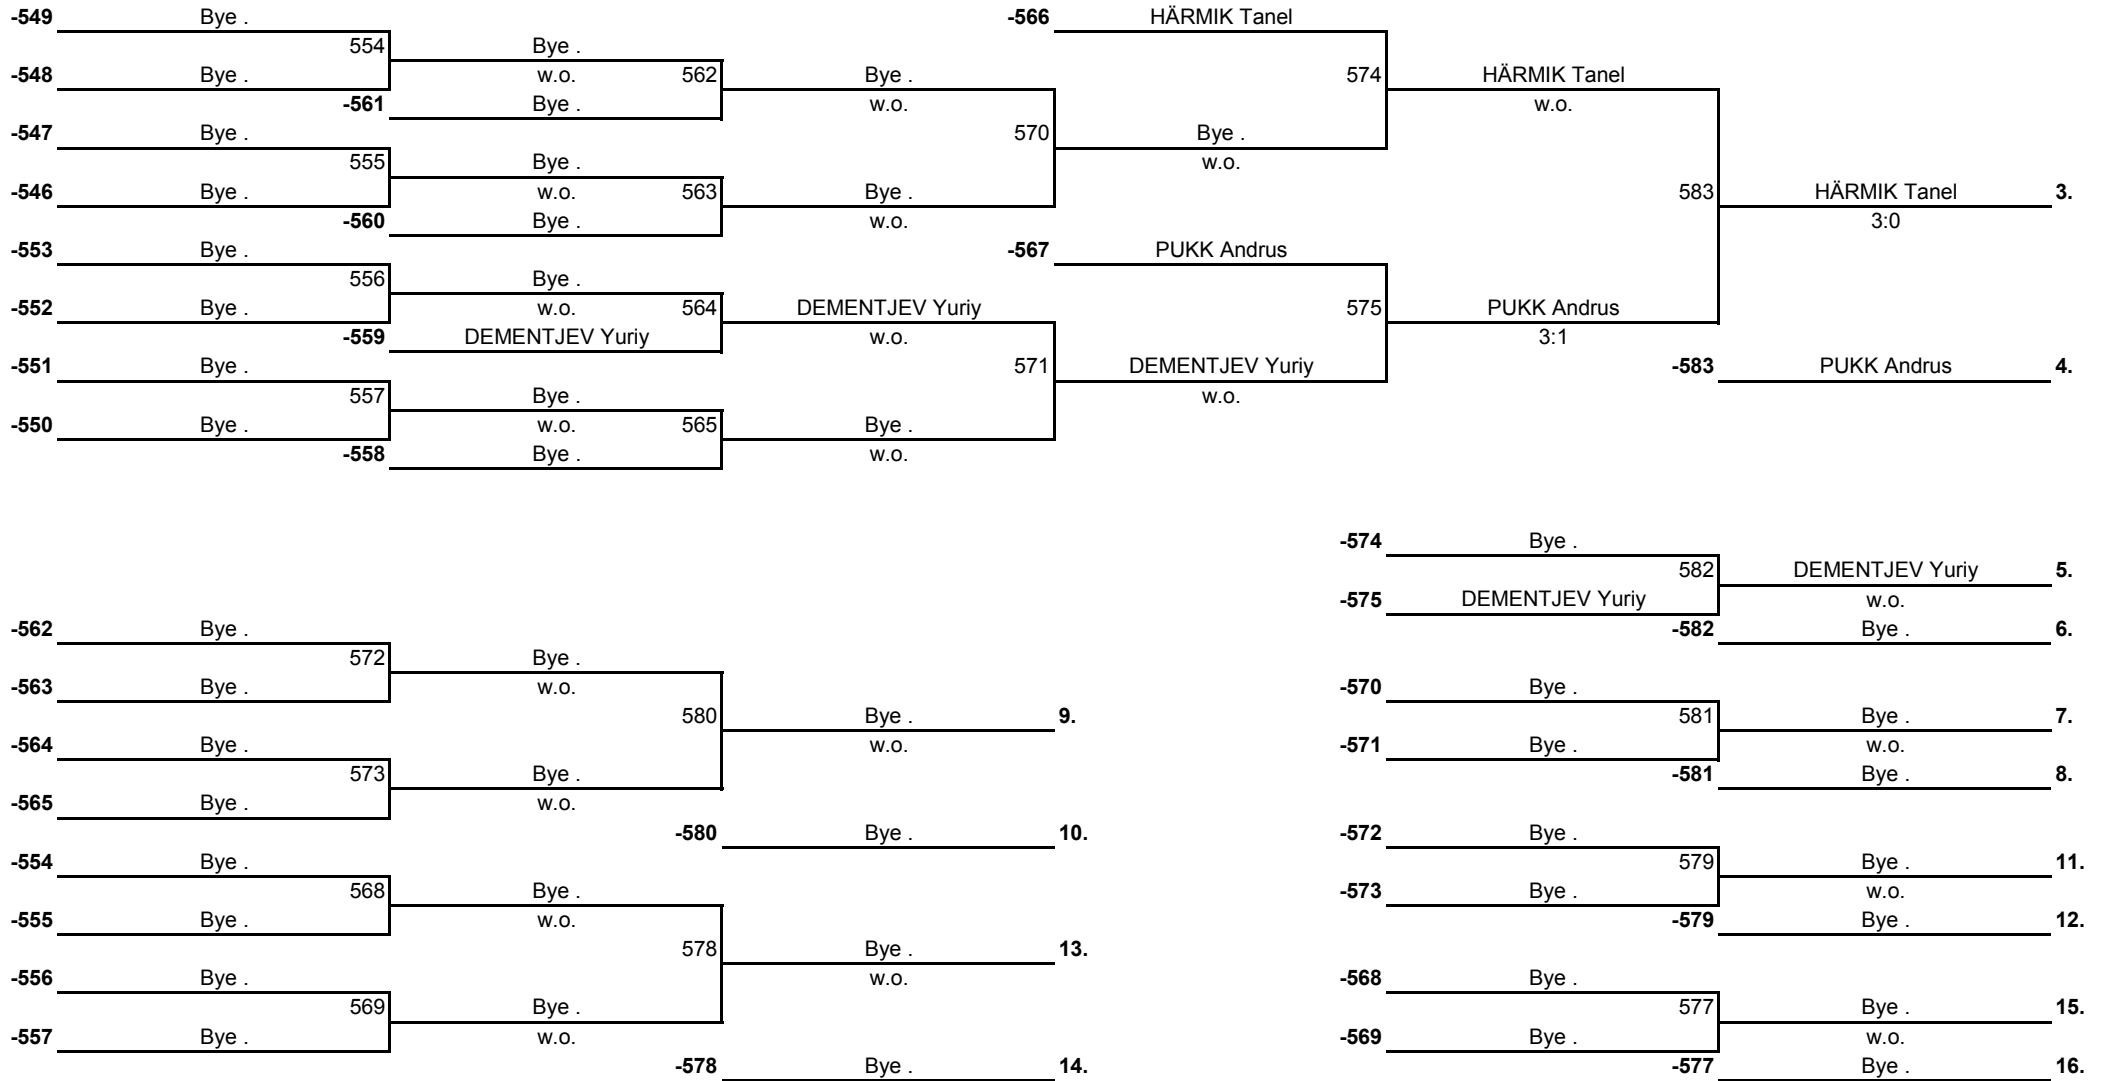 -549 Bye . -566 HÄRMIK Tanel
554 Bye .
-548 Bye . w.o. 562 Bye . 574 HÄRMIK Tanel
-561 Bye . w.o. w.o.
-547 Bye . 570 Bye .
555 Bye . w.o.
-546 Bye . w.o. 563 Bye . 583 HÄRMIK Tanel 3.
-560 Bye . w.o. 3:0
-553 Bye . -567 PUKK Andrus
556 Bye .
-552 Bye . w.o. 564 DEMENTJEV Yuriy 575 PUKK Andrus
-559 DEMENTJEV Yuriy w.o. 3:1
-551 Bye . 571 DEMENTJEV Yuriy -583 PUKK Andrus 4.
557 Bye . w.o.
-550 Bye . w.o. 565 Bye .
-558 Bye . w.o.
-574 Bye .
582 DEMENTJEV Yuriy 5.
-575 DEMENTJEV Yuriy w.o.
-562 Bye . -582 Bye . 6.
572 Bye .
-563 Bye . w.o. -570 Bye .
580 Bye . 9. 581 Bye . 7.
-564 Bye . w.o. -571 Bye . w.o.
573 Bye . -581 Bye . 8.
-565 Bye . w.o.
-580 Bye . 10. -572 Bye .
-554 Bye . 579 Bye . 11.
568 Bye . -573 Bye . w.o.
-555 Bye . w.o. -579 Bye . 12.
578 Bye . 13.
-556 Bye . w.o. -568 Bye .
569 Bye . 577 Bye . 15.
-557 Bye . w.o. -569 Bye . w.o.
-578 Bye . 14. -577 Bye . 16.